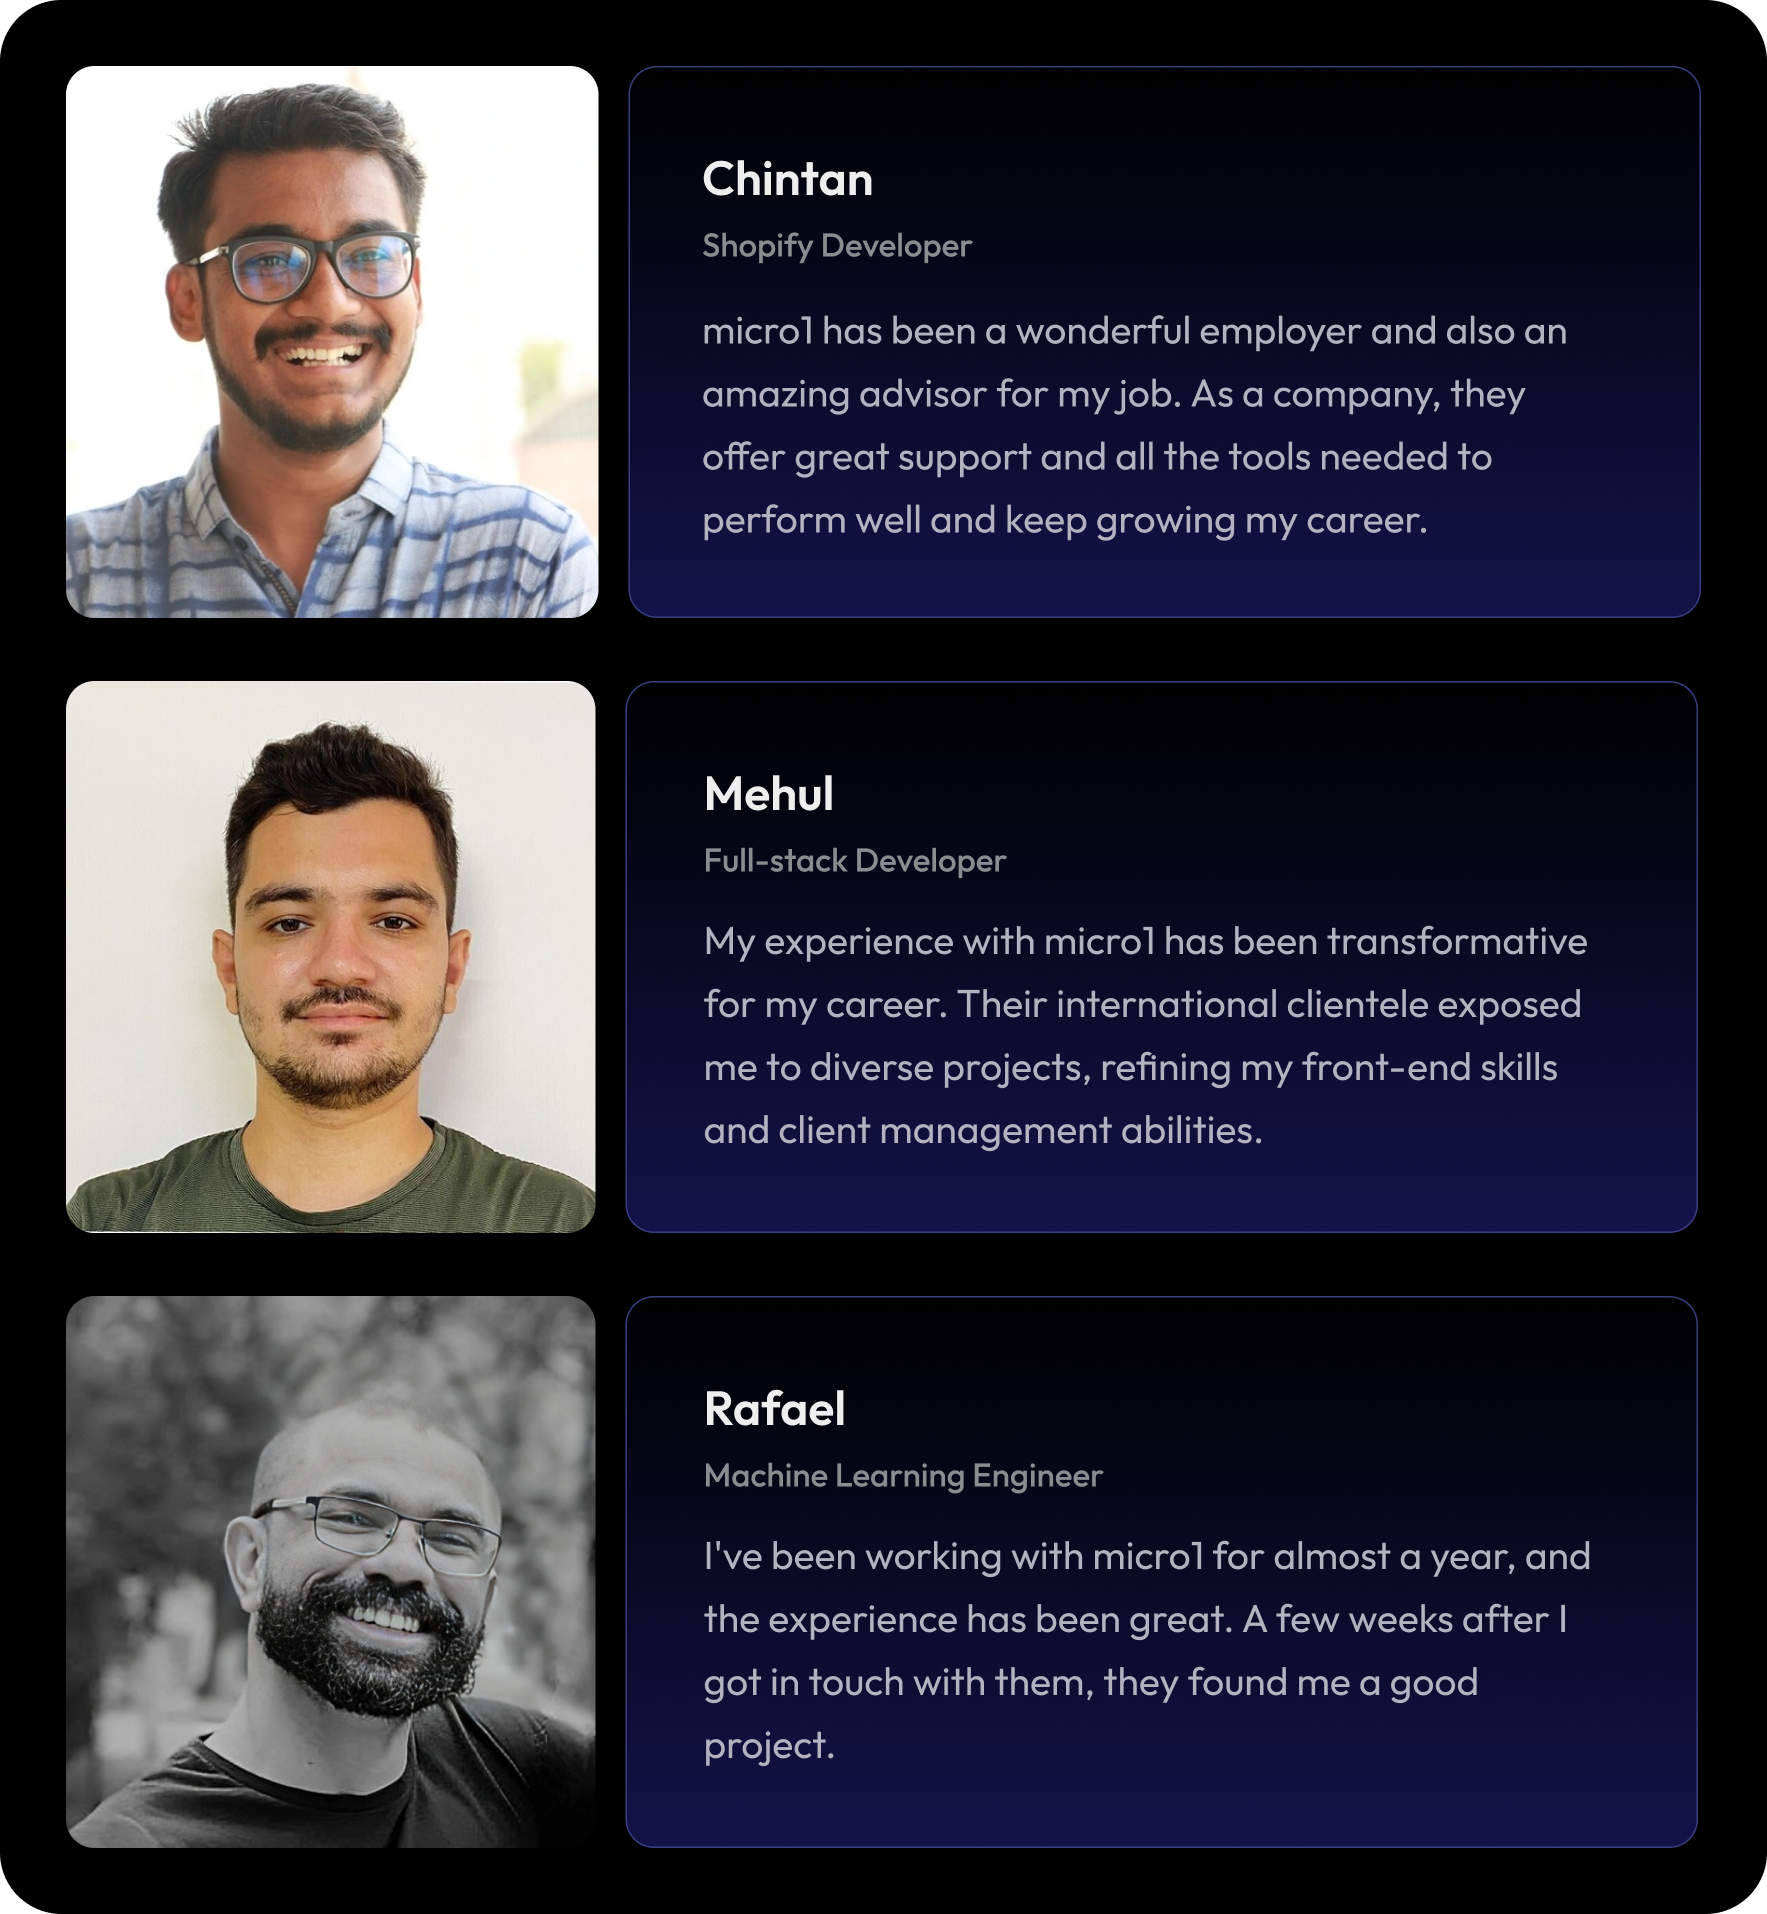 Chintan
Shopify Developer
micro1 has been a wonderful employer and also an
amazing advisor for my job. As a company, they
offer great support and all the tools needed to
perform well and keep growing my career.
Mehul
Full-stack Developer
My experience with micro1 has been transformative
for my career. Their international clientele exposed
me to diverse projects, refining my front-end skills
and client management abilities.
Rafael
Machine Learning Engineer
I've been working with micro1 for almost a year, and
the experience has been great. A few weeks after I
got in touch with them, they found me a good
project.